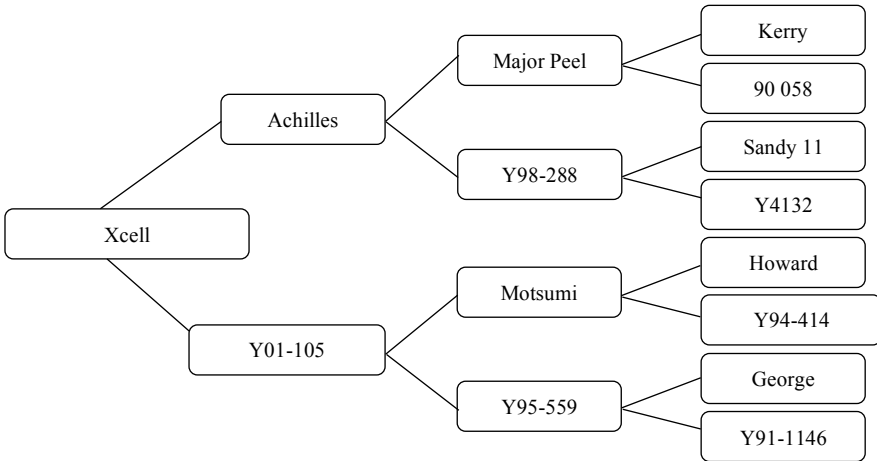 Kerry
Major Peel
90 058
Achilles
Sandy 11
Y98-288
Y4132
Xcell
Howard
Motsumi
Y94-414
Y01-105
George
Y95-559
Y91-1146